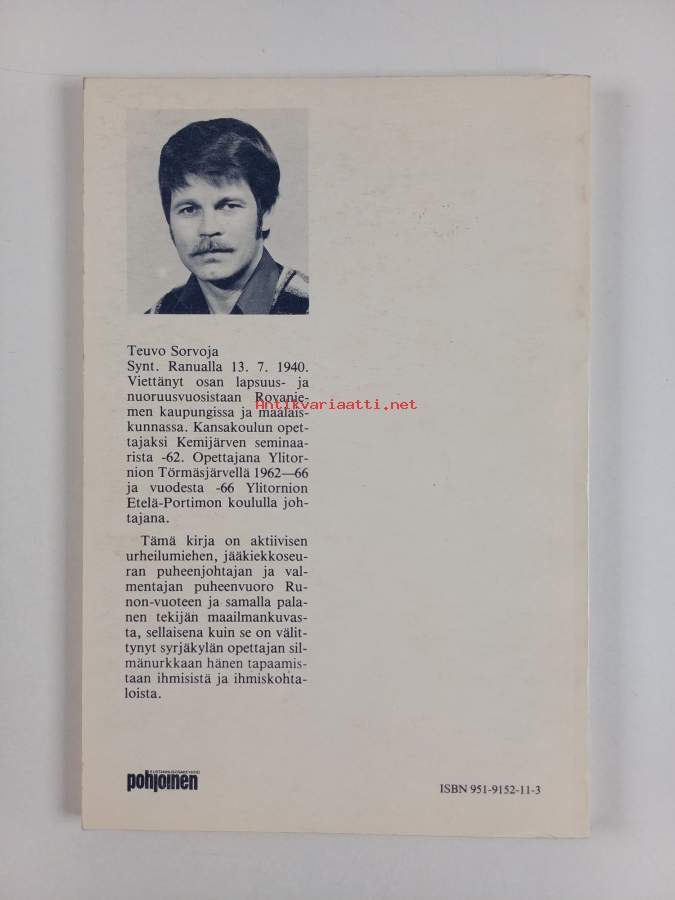 Teuvo Sorvoja
Synt. Ranualla 13. 7. 1940.
Viettänyt osan lapsuus- ja
nuoruusvuosistaan Rovanie-
men kaupungissa ja maalais-
kunnassa. Kansakoulun opet-
tajaksi Kemijärven seminaa-
rista -62. Opettajana Ylitor-
nion Törmäsjärvellä 1962—66
ja vuodesta -66 Ylitornion
Etelä-Portimon koululla joh-
tajana.
Tämä kirja on aktiivisen
urheilumiehen, jääkiekkoseu-
ran puheenjohtajan ja val-
mentajan puheenvuoro Ru-
non-vuoteen ja samalla pala-
nen tekijän maailmankuvas-
ta, sellaisena kuin se on välit-
tynyt syrjäkylän opettajan sil-
mänurkkaan hänen tapaamis-
taan ihmisistä ja ihmiskohta-
loista.
Antikvariaatti.net
KUSTANNUSOSAKEYHTIÖ
pohjoinen
ISBN 951-9152-11-3